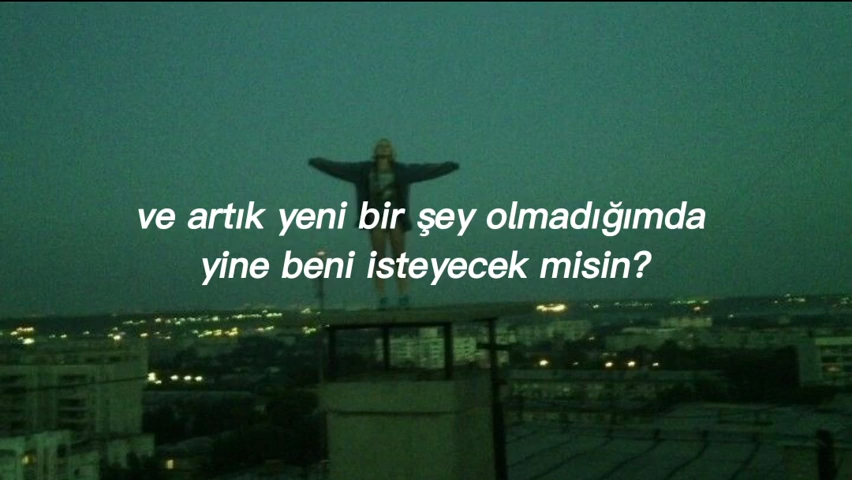 ve artık yeni bir şey olmadığımda
yine beni isteyecek misin?